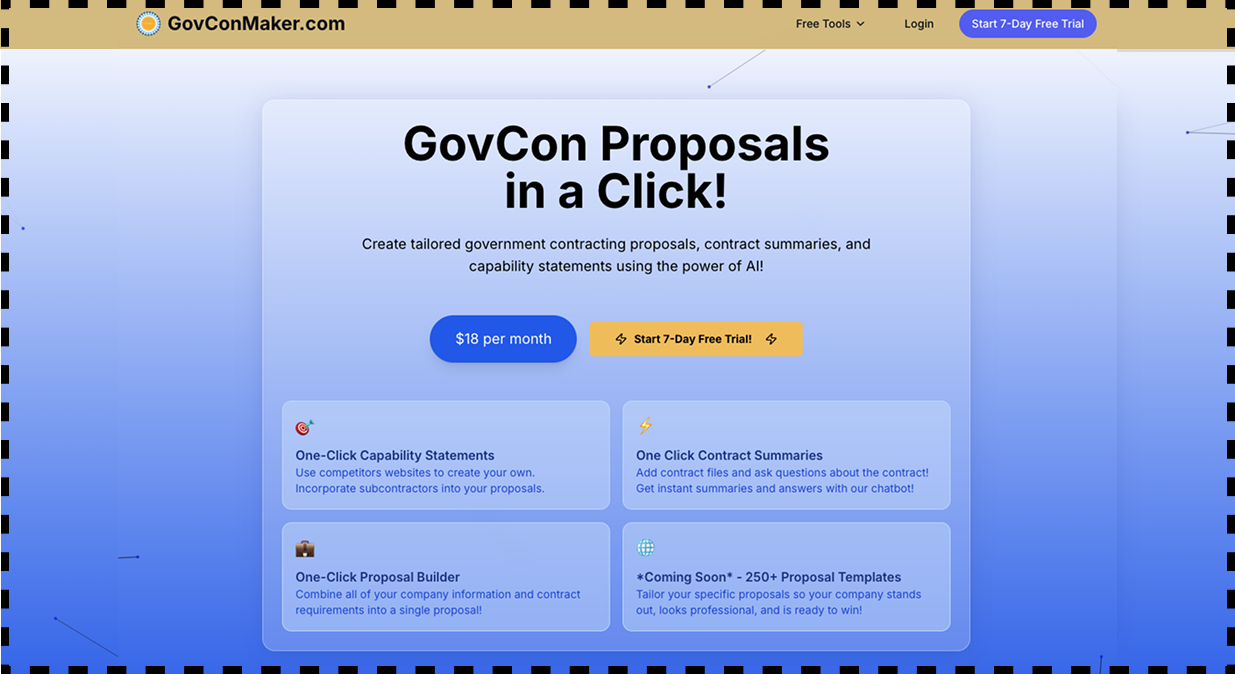 GovConMaker.com
Free Tools
Login
Start 7-Day Free Trial
GovCon Proposals
in a Click!
Create tailored government contracting proposals, contract summaries, and
capability statements using the power of AI!
$18 per month
Start 7-Day Free Trial!
One-Click Capability Statements
Use competitors websites to create your own.
Incorporate subcontractors into your proposals.
One Click Contract Summaries
Add contract files and ask questions about the contract!
Get instant summaries and answers with our chatbot!
One-Click Proposal Builder
Combine all of your company information and contract
requirements into a single proposal!
*Coming Soon* - 250+ Proposal Templates
Tailor your specific proposals so your company stands
out, looks professional, and is ready to win!